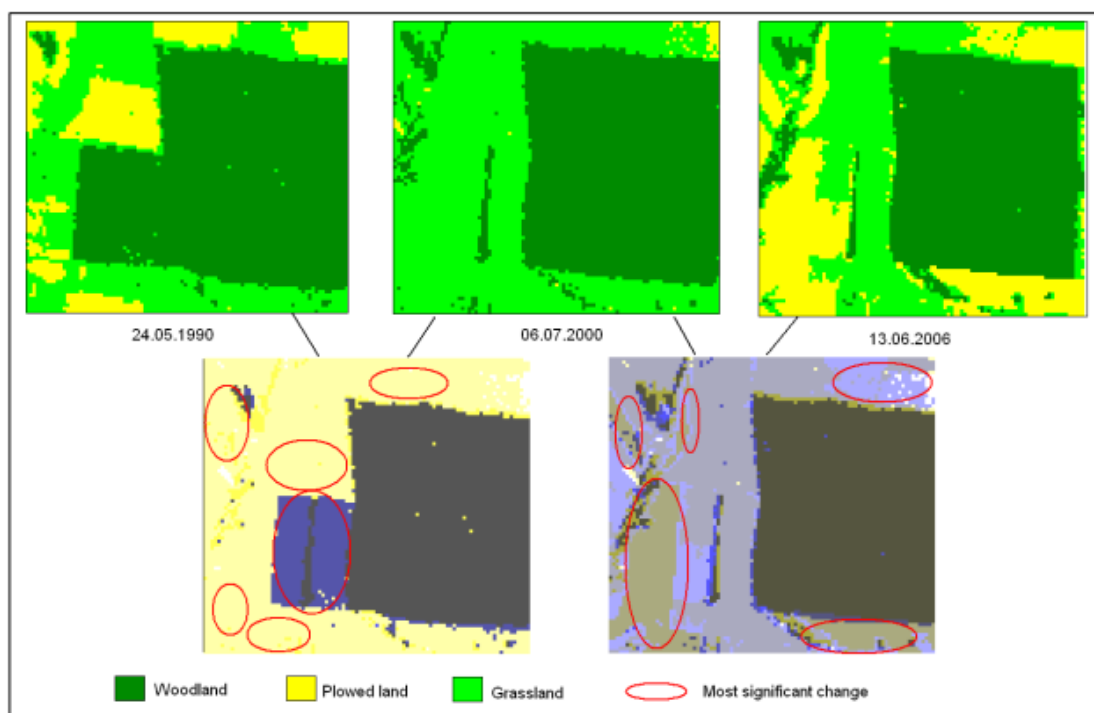 24.05.1990
06.07.2000
13.06.2006
Woodland
Plowed land
Grassland
Most significant change